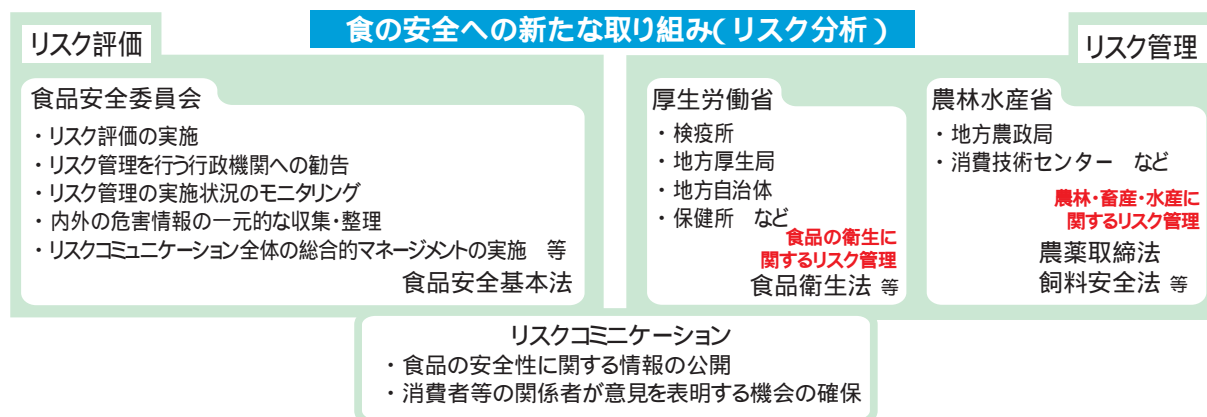 食の安全への新たな取り組み(リスク分析)
リスク評価
食品安全委員会
・リスク評価の実施
・リスク管理を行う行政機関への勧告
・リスク管理の実施状況のモニタリング
・内外の危害情報の一元的な収集・整理
・リスクコミュニケーション全体の総合的マネージメントの実施　等
食品安全基本法
リスク管理
厚生労働省
・検疫所
・地方厚生局
・地方自治体
・保健所　など
食品の衛生に
関するリスク管理
食品衛生法 等
農林水産省
・地方農政局
・消費技術センター　など
農林・畜産・水産に
関するリスク管理
農薬取締法
飼料安全法 等
リスクコミニケーション
・食品の安全性に関する情報の公開
・消費者等の関係者が意見を表明する機会の確保